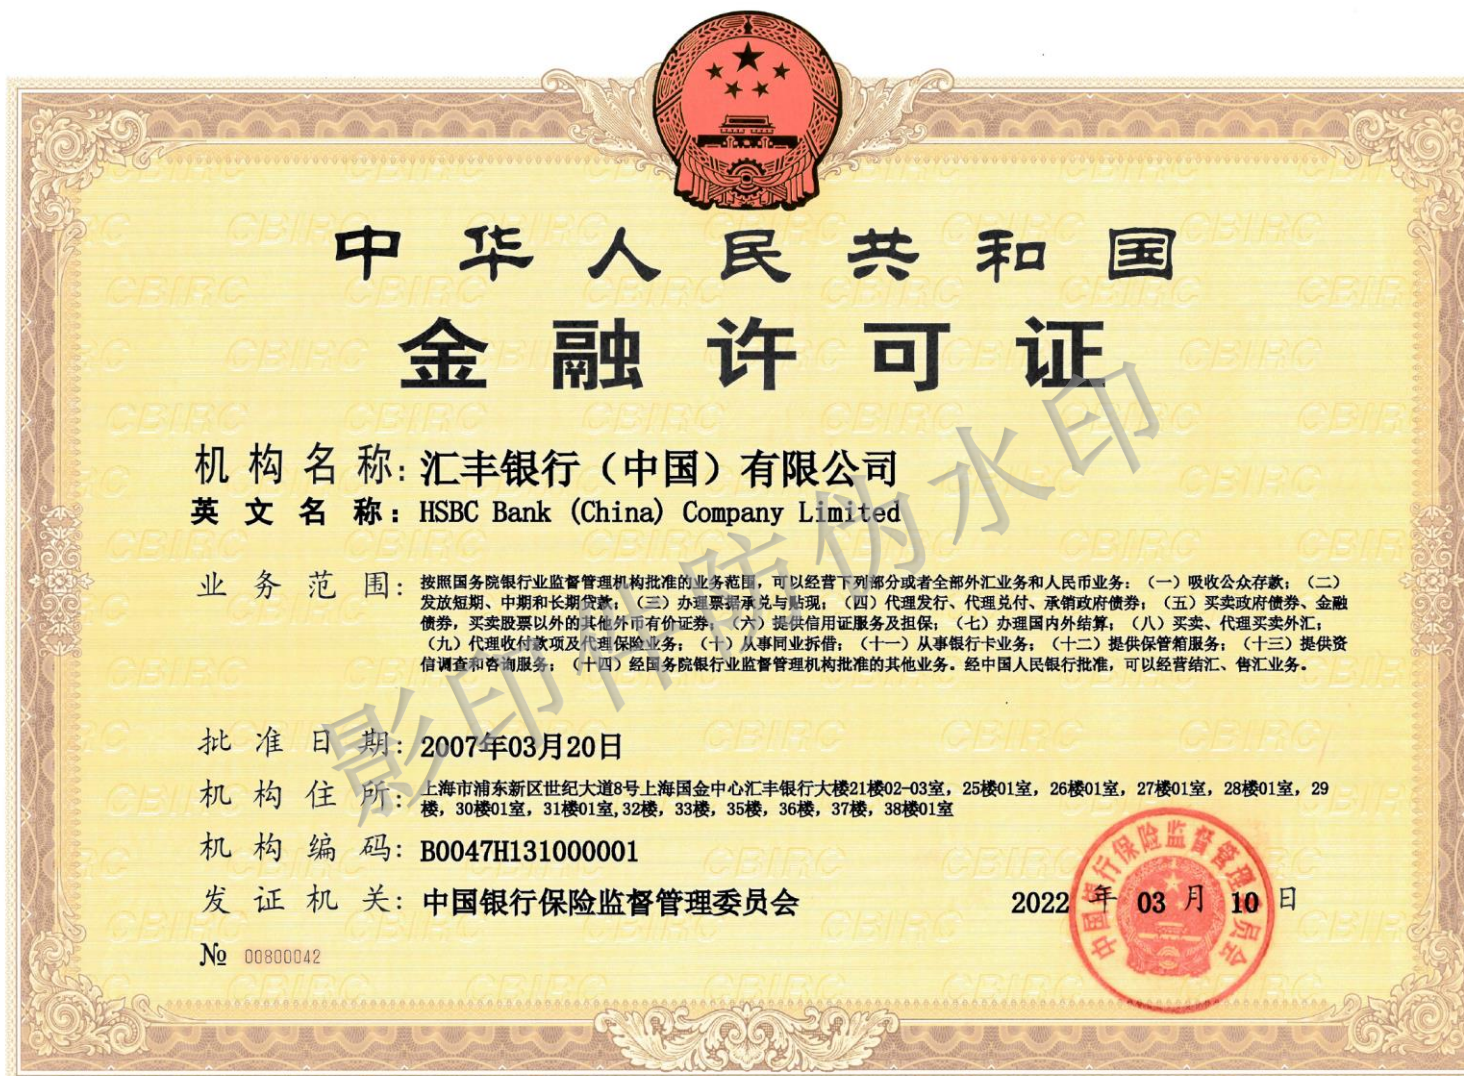 中华人民共和国
金融许可证
机构名称：汇丰银行（中国）有限公司
英文名称：HSBC Bank (China) Company Limited
业务范围：按照国务院银行业监督管理机构批准的业务范围，可以经营下列部分或者全部外汇业务和人民币业务：（一）吸收公众存款；（二）
发放短期、中期和长期贷款；（三）办理票据承兑与贴现；（四）代理发行、代理兑付、承销政府债券；（五）买卖政府债券、金融
债券，买卖股票以外的其他外币有价证券；（六）提供信用证服务及担保；（七）办理国内外结算；（八）买卖、代理买卖外汇；
（九）代理收付款项及代理保险业务；（十）从事同业拆借；（十一）从事银行卡业务；（十二）提供保管箱服务；（十三）提供资
信调查和咨询服务；（十四）经国务院银行业监督管理机构批准的其他业务。经中国人民银行批准，可以经营结汇、售汇业务。
批准日期：2007年03月20日
机构住所：上海市浦东新区世纪大道8号上海国金中心汇丰银行大楼21楼02-03室，25楼01室，26楼01室，27楼01室，28楼01室，29
楼，30楼01室，31楼01室,32楼，33楼，35楼，36楼，37楼，38楼01室
机构编码：B0047H131000001
发证机关：中国银行保险监督管理委员会
2022 年 03 月 10 日
№ 00800042
中国银行保险监督管理委员会
影印件防伪水印
CBIRC